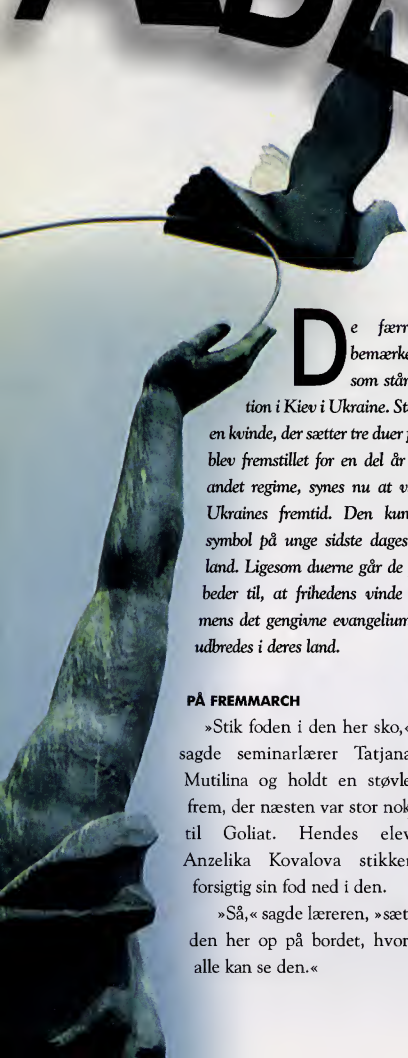 De færr
bemærke
som står
tion i Kiev i Ukraine. St
en kvinde, der sætter tre duer f
blev fremstillet for en del år
andet regime, synes nu at v
Ukraines fremtid. Den kun
symbol på unge sidste dages
land. Ligesom duerne går de
beder til, at frihedens vinde
mens det gengivne evangelium
udbredes i deres land.
PÅ FREMMARCH
»Stik foden i den her sko,«
sagde seminarlærer Tatjana
Mutilina og holdt en støvle
frem, der næsten var stor nok
til Goliat. Hendes elev
Anzelika Kovalova stikker
forsigtig sin fod ned i den.
»Så,« sagde læreren, »sæt
den her op på bordet, hvor
alle kan se den.«